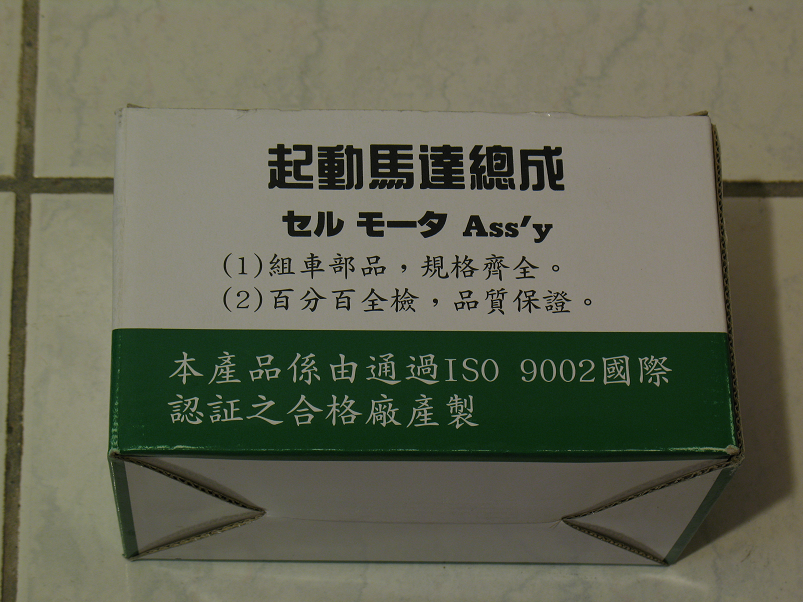 起動馬達總成
セル モータ Ass'y
(1)組車部品，規格齊全。
(2)百分百全檢，品質保證。
本產品係由通過ISO 9002國際
認証之合格廠產製